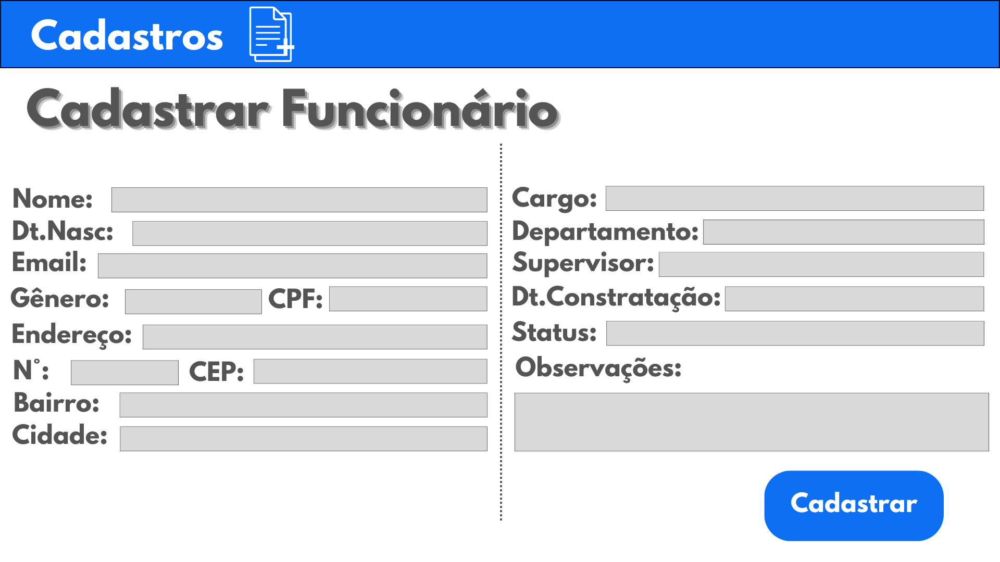 Cadastros
Cadastrar Funcionário
Nome:
Dt.Nasc:
Email:
Gênero: CPF:
Endereço:
N°: CEP:
Bairro:
Cidade:
Cargo:
Departamento:
Supervisor:
Dt.Constratação:
Status:
Observações:
Cadastrar